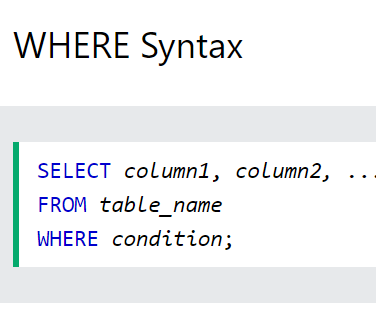 WHERE Syntax
SELECT column1, column2, ...
FROM table_name
WHERE condition;